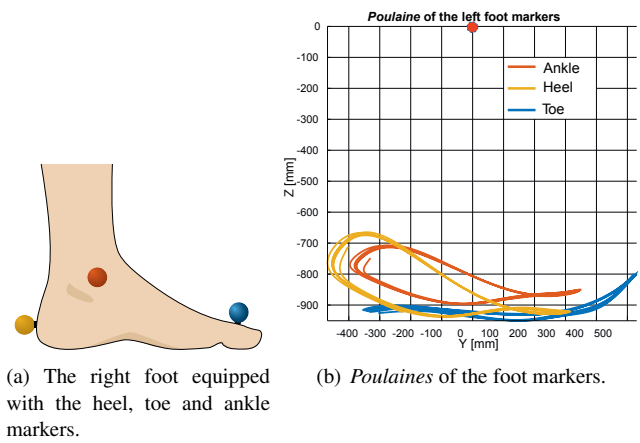 Poulaine of the left foot markers
0
-100
-200
-300
-400
-500
-600
-700
-800
-900
Z [mm]
Ankle
Heel
Toe
-400 -300 -200 -100 0 100 200 300 400 500
Y [mm]
(a) The right foot equipped
with the heel, toe and ankle
markers.
(b) Poulaines of the foot markers.